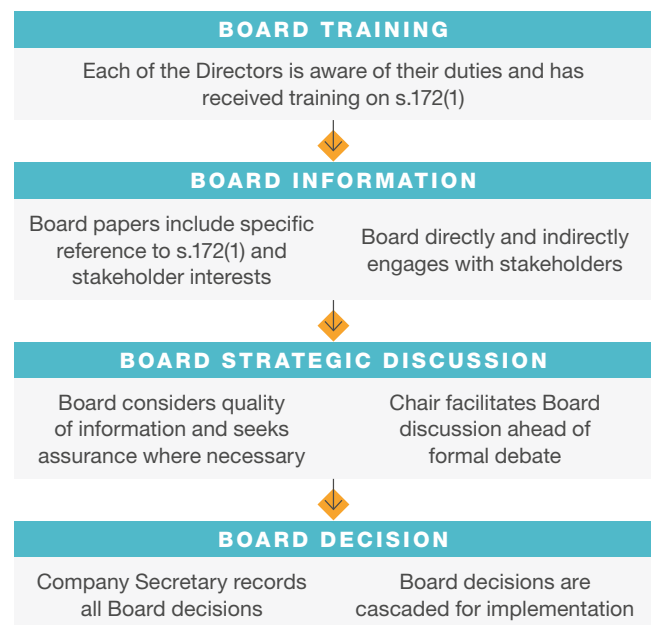 BOARD TRAINING
Each of the Directors is aware of their duties and has
received training on s.172(1)
BOARD INFORMATION
Board papers include specific
reference to s.172(1) and
stakeholder interests
Board directly and indirectly
engages with stakeholders
BOARD STRATEGIC DISCUSSION
Board considers quality
of information and seeks
assurance where necessary
Chair facilitates Board
discussion ahead of
formal debate
BOARD DECISION
Company Secretary records
all Board decisions
Board decisions are
cascaded for implementation